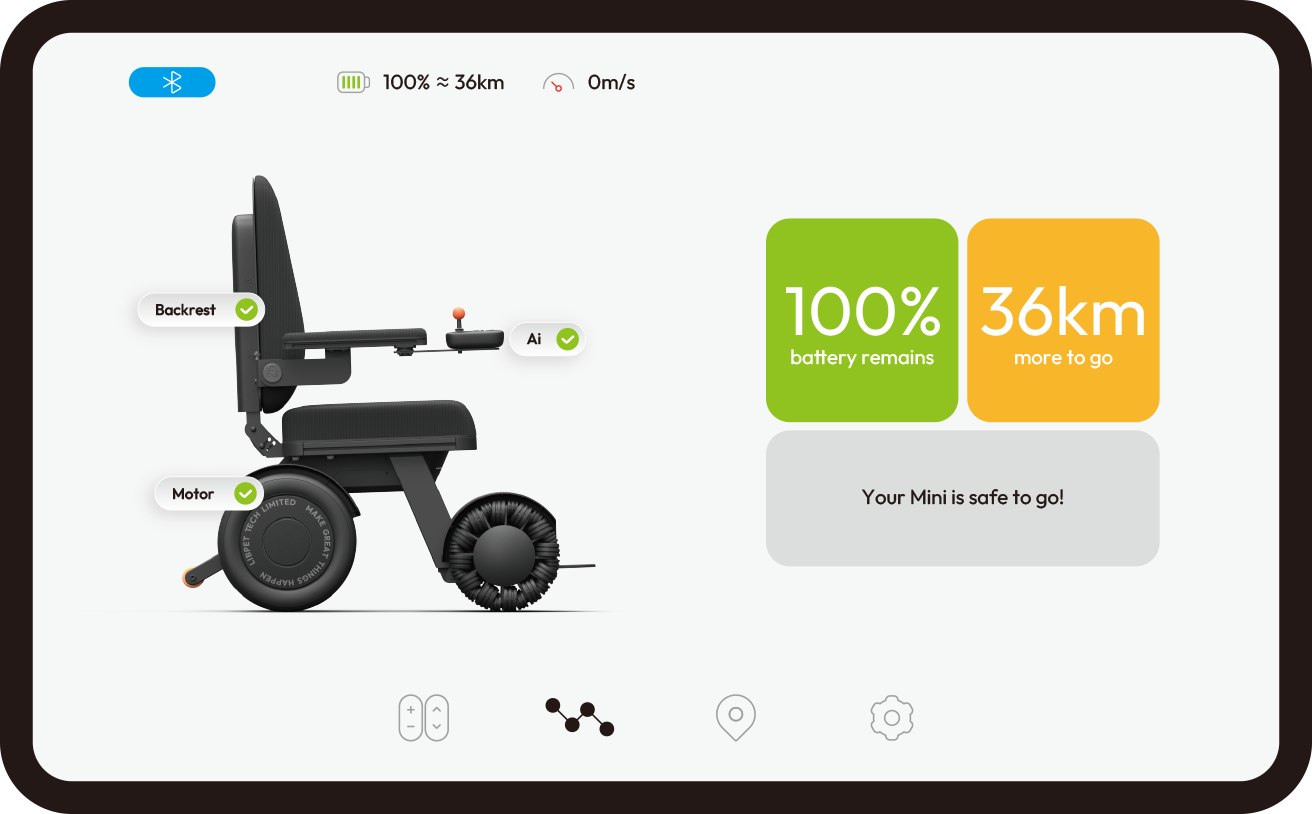 100% ≈ 36km
0m/s
Backrest
Ai
Motor
LIBPET TECH LIMITED
MAKE GREAT THINGS HAPPEN
100%
battery remains
36km
more to go
Your Mini is safe to go!